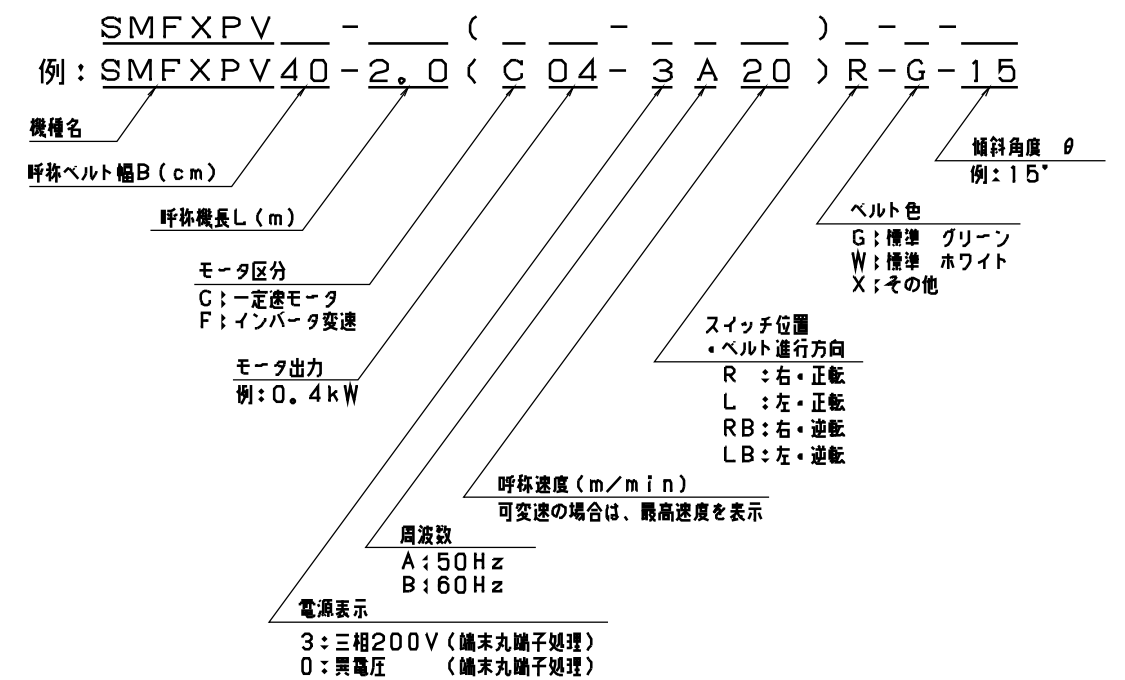 SMFXPV__-___(_ __-_ _ __)_-_-__
例:SMFXPV40-2.0(C 04-3 A 20)R-G-15
機種名
呼称ベルト幅B(cm)
呼称機長L(m)
モータ区分
C:一定速モータ
F:インバータ変速
モータ出力
例:0.4kW
傾斜角度 θ
例:15°
ベルト色
G:標準 グリーン
W:標準 ホワイト
X:その他
スイッチ位置
・ベルト進行方向
R :右・正転
L :左・正転
RB:右・逆転
LB:左・逆転
呼称速度(m/min)
可変速の場合は、最高速度を表示
周波数
A:50Hz
B:60Hz
電源表示
3:三相200V(端末丸端子処理)
0:異電圧 (端末丸端子処理)